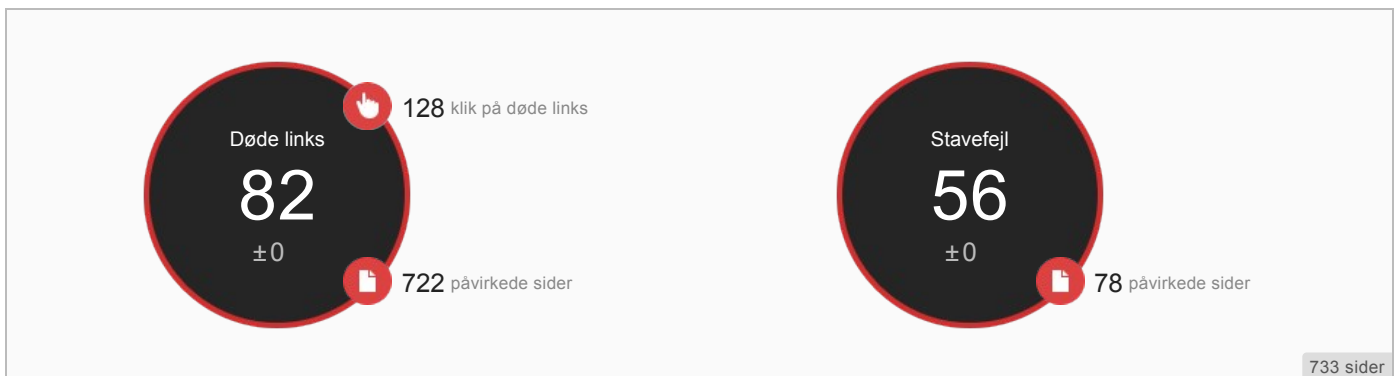 128 klik på døde links
Døde links
82
±0
722 påvirkede sider
Stavefejl
56
±0
78 påvirkede sider
733 sider